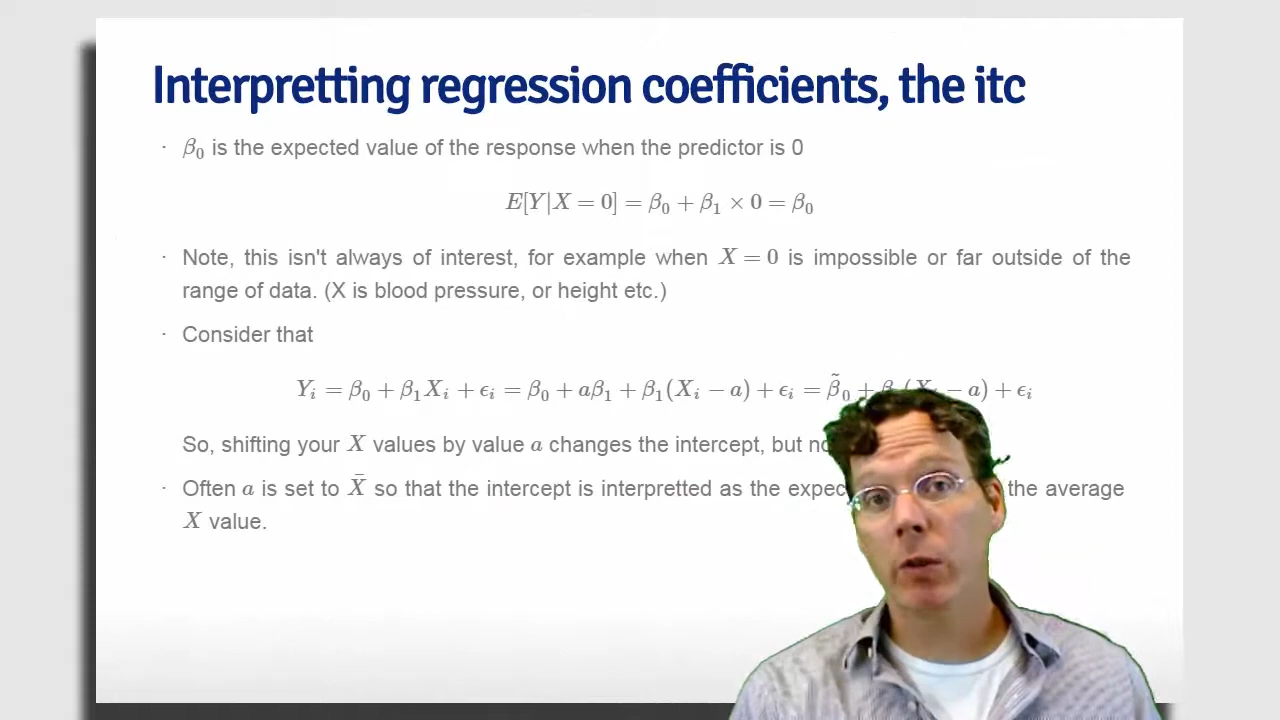 Interpretting regression coefficients, the itc
· β₀ is the expected value of the response when the predictor is 0
E[Y|X = 0] = β₀ + β₁ × 0 = β₀
· Note, this isn't always of interest, for example when X = 0 is impossible or far outside of the
range of data. (X is blood pressure, or height etc.)
· Consider that
Yᵢ = β₀ + β₁Xᵢ + ϵᵢ = β₀ + aβ₁ + β₁(Xᵢ − a) + ϵᵢ = β̃₀ + β₁(Xᵢ − a) + ϵᵢ
So, shifting your X values by value a changes the intercept, but
· Often a is set to X̄ so that the intercept is interpretted as the the average
X value.